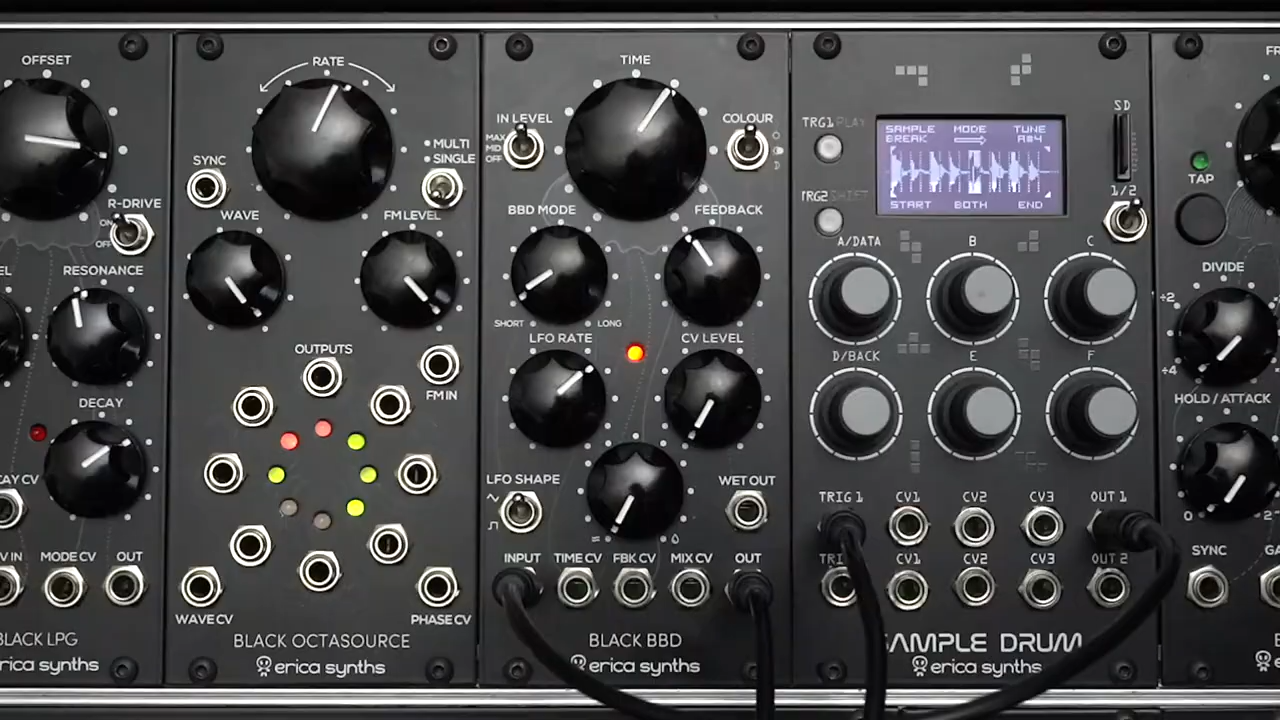 OFFSET
R-DRIVE
ON
OFF
RESONANCE
DECAY
MODE CV
OUT
BLACK LPG
erica synths
RATE
MULTI
SINGLE
SYNC
WAVE
FM LEVEL
OUTPUTS
FM IN
WAVE CV
PHASE CV
BLACK OCTASOURCE
erica synths
TIME
IN LEVEL
MAX
MID
OFF
COLOUR
BBD MODE
FEEDBACK
SHORT
LONG
LFO RATE
CV LEVEL
LFO SHAPE
WET OUT
INPUT
TIME CV
FBK CV
MIX CV
OUT
BLACK BBD
erica synths
TRG1 PLAY
TRG2 SHIFT
SAMPLE MODE TUNE
BREAK A#4
START BOTH END
SD
1/2
A/DATA B C
D/BACK E F
TRIG 1 CV1 CV2 CV3 OUT 1
CV1 CV2 CV3 OUT 2
SAMPLE DRUM
erica synths
TAP
DIVIDE
÷2
÷4
HOLD / ATTACK
0
SYNC